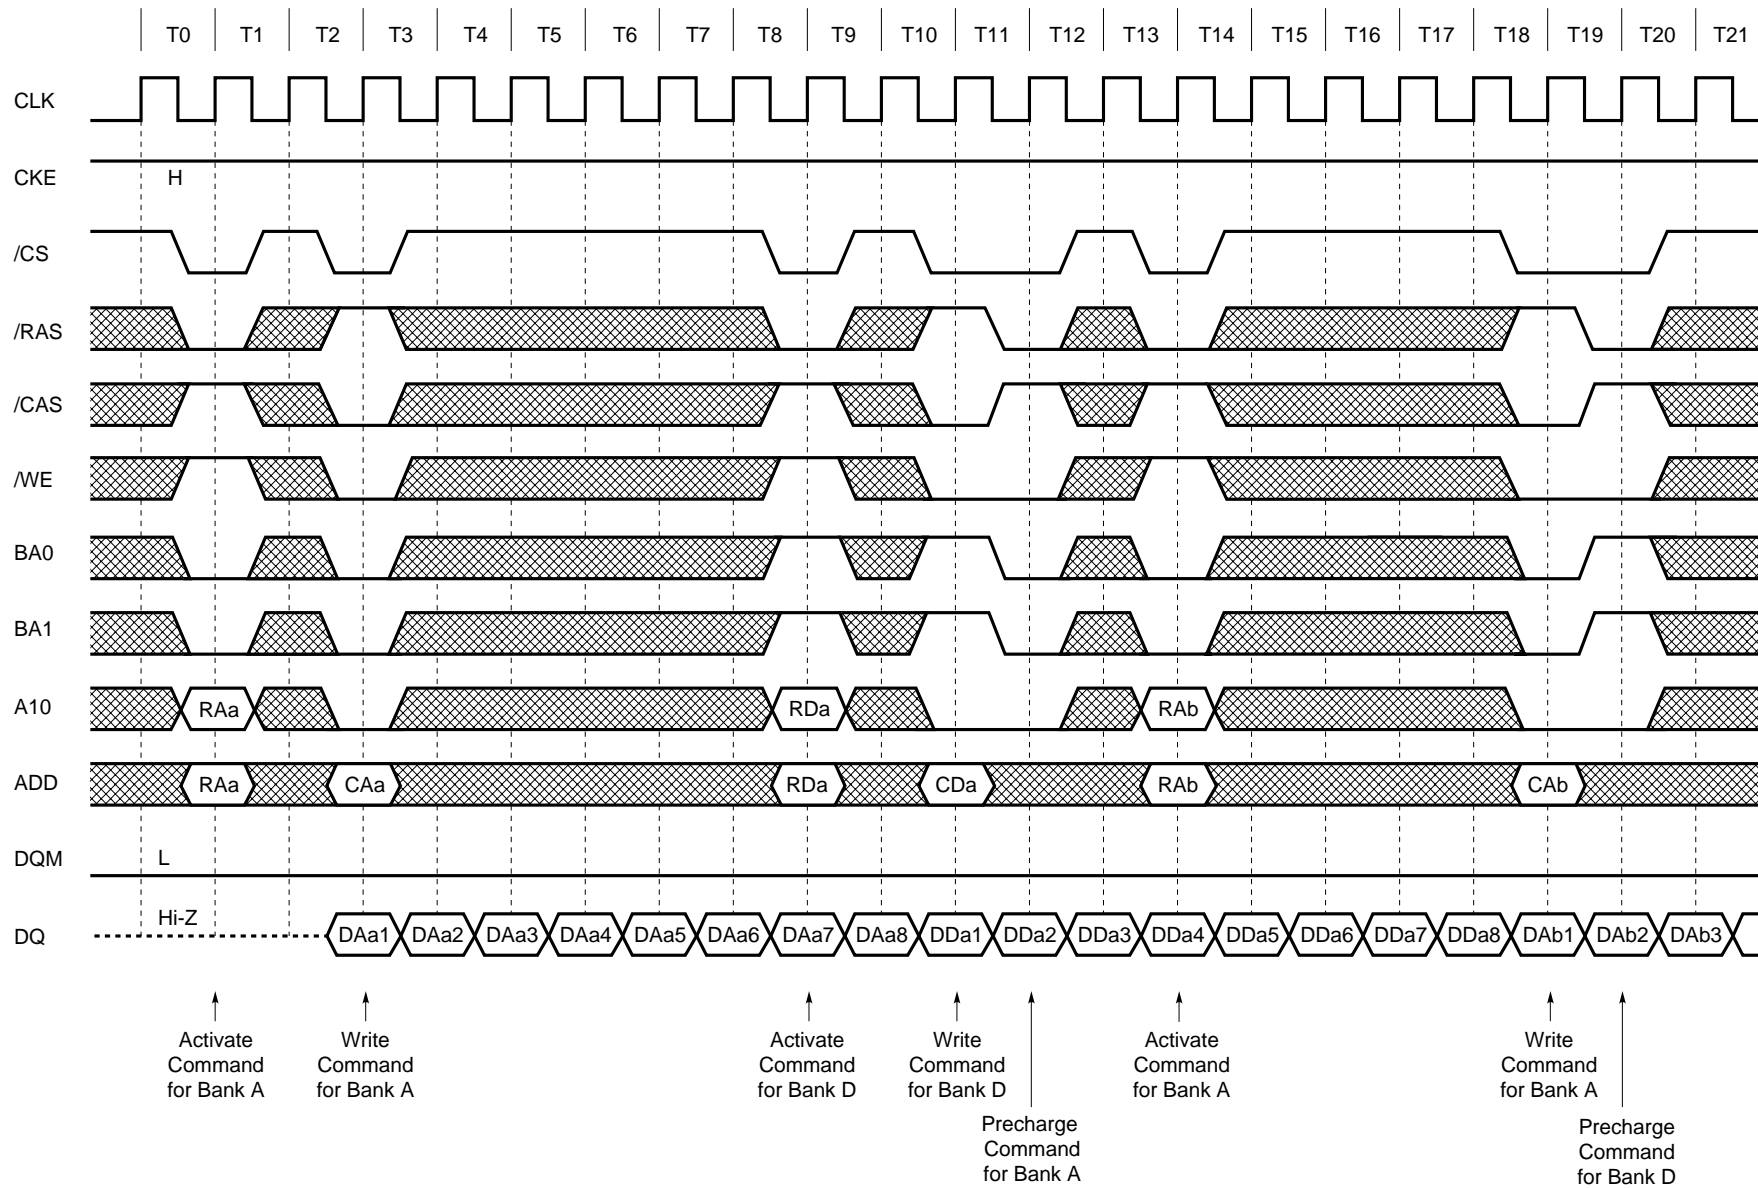 T0 T1 T2 T3 T4 T5 T6 T7 T8 T9 T10 T11 T12 T13 T14 T15 T16 T17 T18 T19 T20 T21
CLK
CKE H
/CS
/RAS
/CAS
/WE
BA0
BA1
A10 RAa RDa RAb
ADD RAa CAa RDa CDa RAb CAb
DQM L
Hi-Z
DQ DAa1 DAa2 DAa3 DAa4 DAa5 DAa6 DAa7 DAa8 DDa1 DDa2 DDa3 DDa4 DDa5 DDa6 DDa7 DDa8 DAb1 DAb2 DAb3
Activate
Command
for Bank A
Write
Command
for Bank A
Activate
Command
for Bank D
Write
Command
for Bank D
Precharge
Command
for Bank A
Activate
Command
for Bank A
Write
Command
for Bank A
Precharge
Command
for Bank D